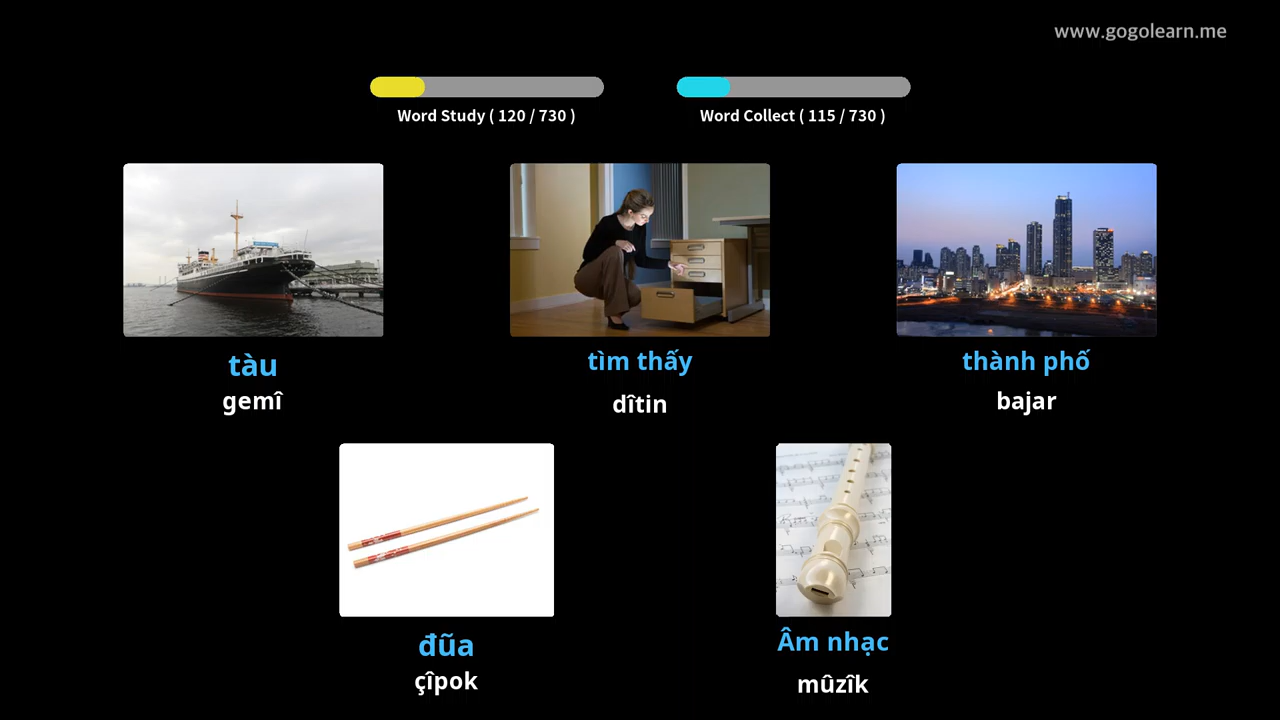 www.gogolearn.me
Word Study ( 120 / 730 )
Word Collect ( 115 / 730 )
tàu
gemî
tìm thấy
dîtin
thành phố
bajar
đũa
çîpok
Âm nhạc
mûzîk